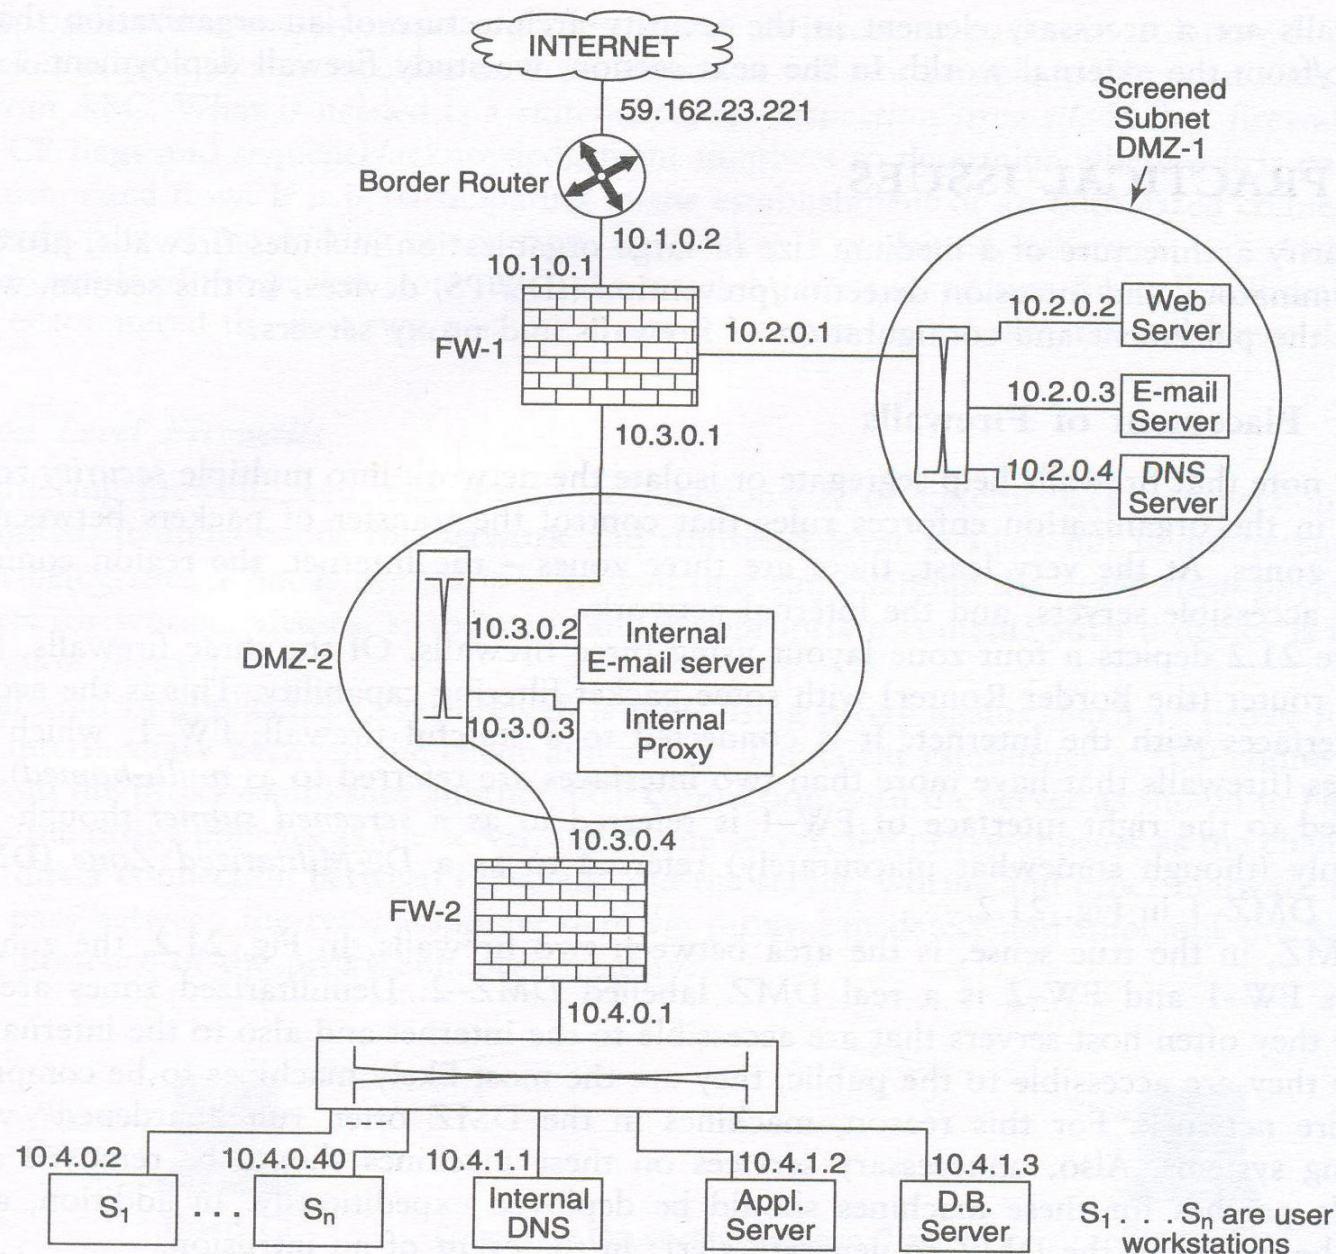 INTERNET
59.162.23.221
Border Router
10.1.0.2
10.1.0.1
FW-1
10.2.0.1
10.3.0.1
Screened
Subnet
DMZ-1
10.2.0.2
Web
Server
10.2.0.3
E-mail
Server
10.2.0.4
DNS
Server
DMZ-2
10.3.0.2
Internal
E-mail server
10.3.0.3
Internal
Proxy
10.3.0.4
FW-2
10.4.0.1
10.4.0.2
S1
. . .
10.4.0.40
Sn
10.4.1.1
Internal
DNS
10.4.1.2
Appl
Server
10.4.1.3
D.B.
Server
S1 . . . Sn are user
workstations